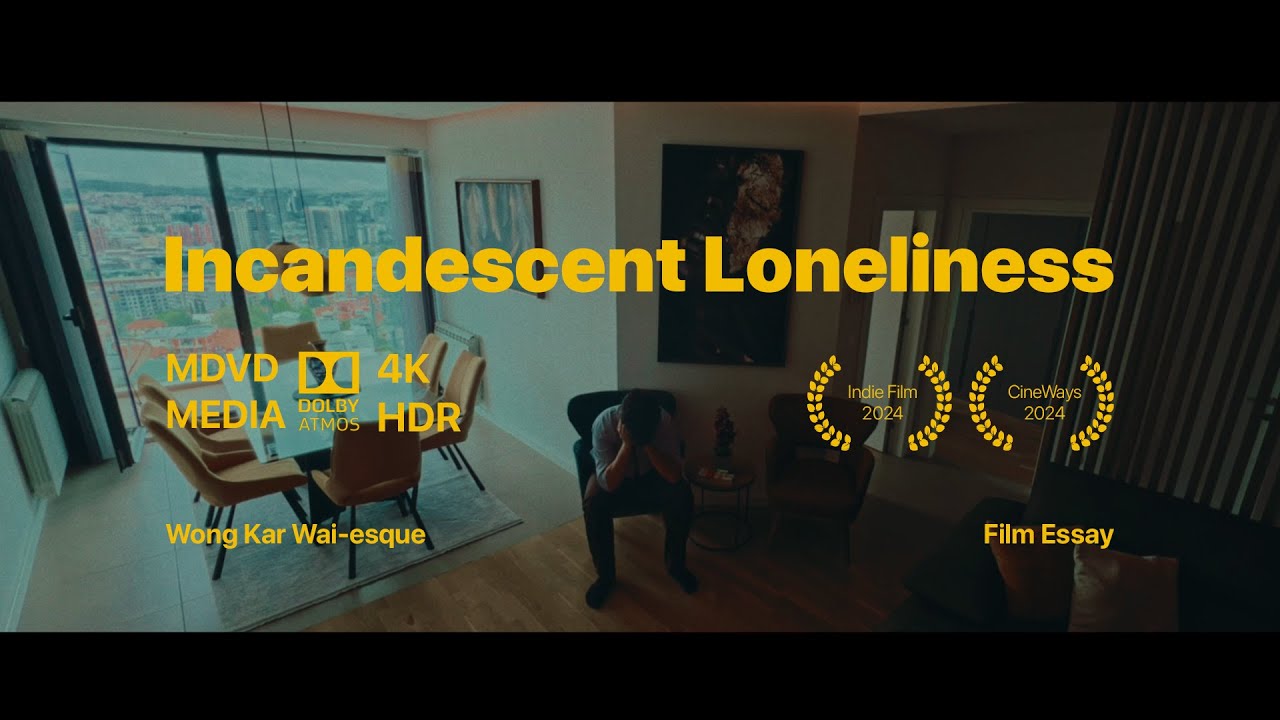 Incandescent Loneliness
MDVD
MEDIA
DOLBY
ATMOS
4K
HDR
Indie Film
2024
CineWays
2024
Wong Kar Wai-esque
Film Essay